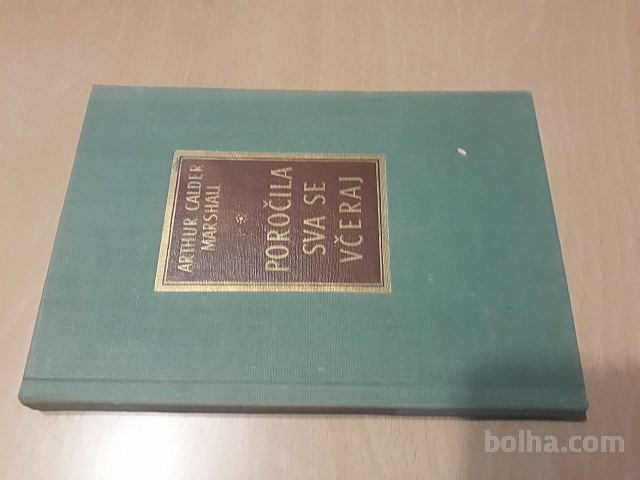 ARTHUR CALDER
MARSHALL
POROČILA
SVA SE
VČERAJ
bolha.com